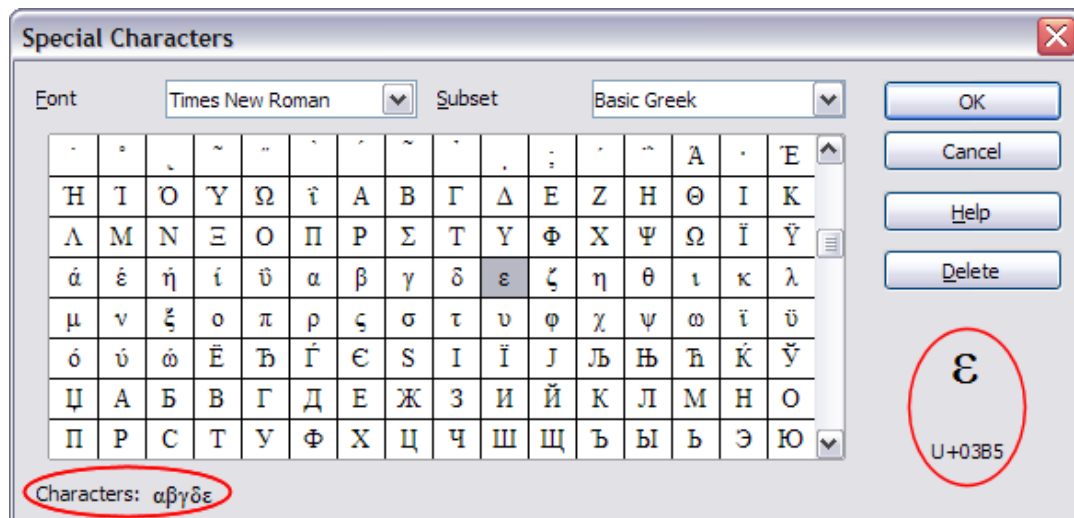 Special Characters
Font Times New Roman Subset Basic Greek OK
Cancel
Help
Delete
˙ ˚ ˛ ˜ ˝ ` ´ ͂ ̓ ͅ ; ΄ ΅ Ά · Έ
Ή Ί Ό Ύ Ώ ΐ Α Β Γ Δ Ε Ζ Η Θ Ι Κ
Λ Μ Ν Ξ Ο Π Ρ Σ Τ Υ Φ Χ Ψ Ω Ϊ Ϋ
ά έ ή ί ΰ α β γ δ ε ζ η θ ι κ λ
μ ν ξ ο π ρ ς σ τ υ φ χ ψ ω ϊ ϋ
ό ύ ώ Ё Ђ Ѓ Є Ѕ І Ї Ј Љ Њ Ћ Ќ Ў
Џ А Б В Г Д Е Ж З И Й К Л М Н О
П Р С Т У Ф Х Ц Ч Ш Щ Ъ Ы Ь Э Ю
ε
U+03B5
Characters: αβγδε